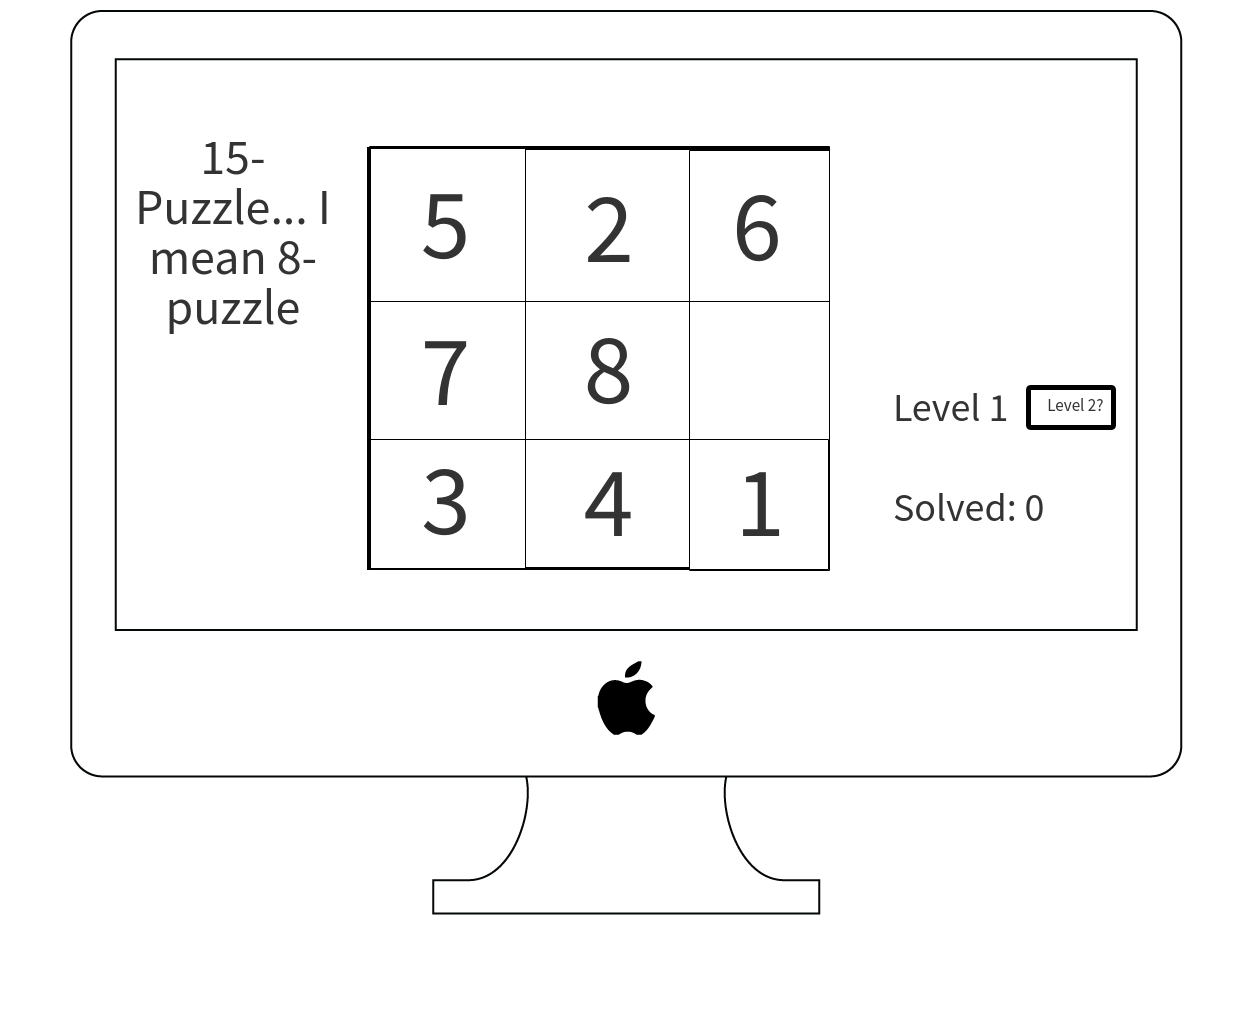 15-
Puzzle... I
mean 8-
puzzle
5 2 6
7 8
3 4 1
Level 1
Level 2?
Solved: 0